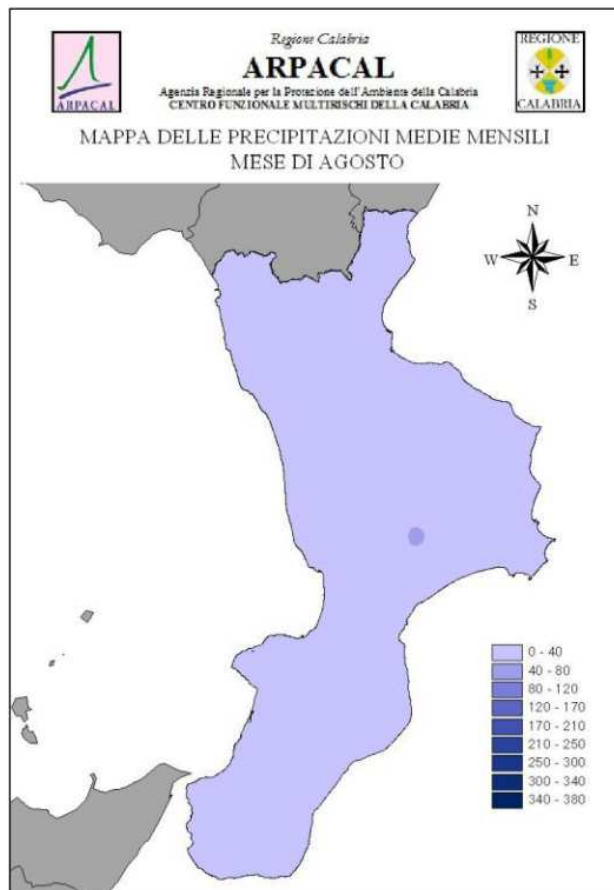 Regione Calabria
ARPACAL
Agenzia Regionale per la Protezione dell'Ambiente della Calabria
CENTRO FUNZIONALE MULTIRISCHI DELLA CALABRIA
ARPACAL
REGIONE
CALABRIA
MAPPA DELLE PRECIPITAZIONI MEDIE MENSILI
MESE DI AGOSTO
N
W E
S
0 - 40
40 - 80
80 - 120
120 - 170
170 - 210
210 - 250
250 - 300
300 - 340
340 - 380